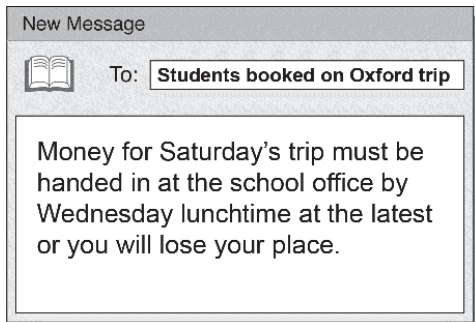 New Message
To: Students booked on Oxford trip
Money for Saturday’s trip must be
handed in at the school office by
Wednesday lunchtime at the latest
or you will lose your place.